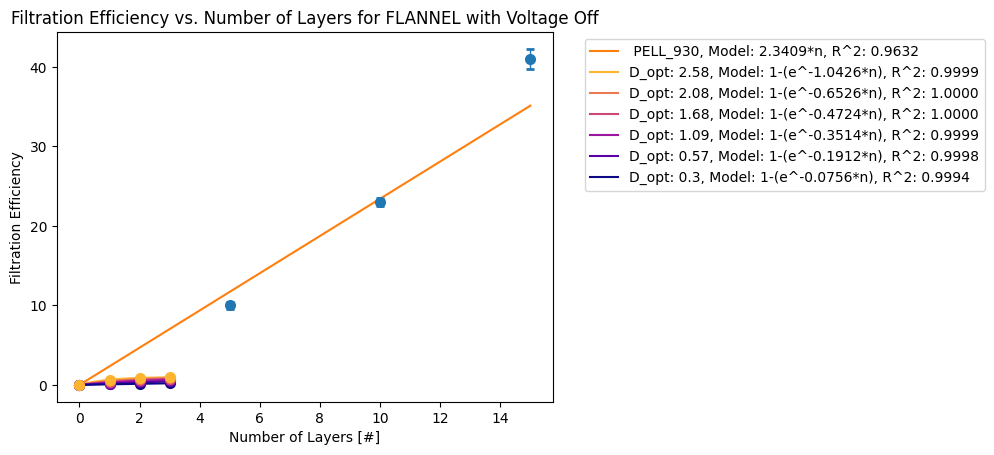 Filtration Efficiency vs. Number of Layers for FLANNEL with Voltage Off
PELL_930, Model: 2.3409*n, R^2: 0.9632
D_opt: 2.58, Model: 1-(e^-1.0426*n), R^2: 0.9999
D_opt: 2.08, Model: 1-(e^-0.6526*n), R^2: 1.0000
D_opt: 1.68, Model: 1-(e^-0.4724*n), R^2: 1.0000
D_opt: 1.09, Model: 1-(e^-0.3514*n), R^2: 0.9999
D_opt: 0.57, Model: 1-(e^-0.1912*n), R^2: 0.9998
D_opt: 0.3, Model: 1-(e^-0.0756*n), R^2: 0.9994
Filtration Efficiency
40
30
20
10
0
0 2 4 6 8 10 12 14
Number of Layers [#]